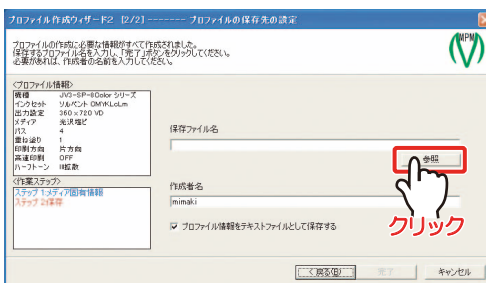 プロファイル作成ウィザード2 [2/2] ------- プロファイルの保存先の設定
プロファイルの作成に必要な情報がすべて作成されました。
保存するプロファイル名を入力し、「完了」ボタンをクリックしてください。
必要があれば、作成者の名前を入力してください。
MPM
<プロファイル情報>
機種 JV3-SP-6Color シリーズ
インクセット ソルベント CMYKLcLm
出力設定 360×720 VD
メディア 光沢塩ビ
パス 4
重ね塗り 1
印刷方向 片方向
高速印刷 OFF
ハーフトーン IIII拡散
保存ファイル名
参照
<作業ステップ>
ステップ 1:メディア固有情報
ステップ 2:保存
作成者名
mimaki
クリック
プロファイル情報をテキストファイルとして保存する
< 戻る(B)
完了
キャンセル